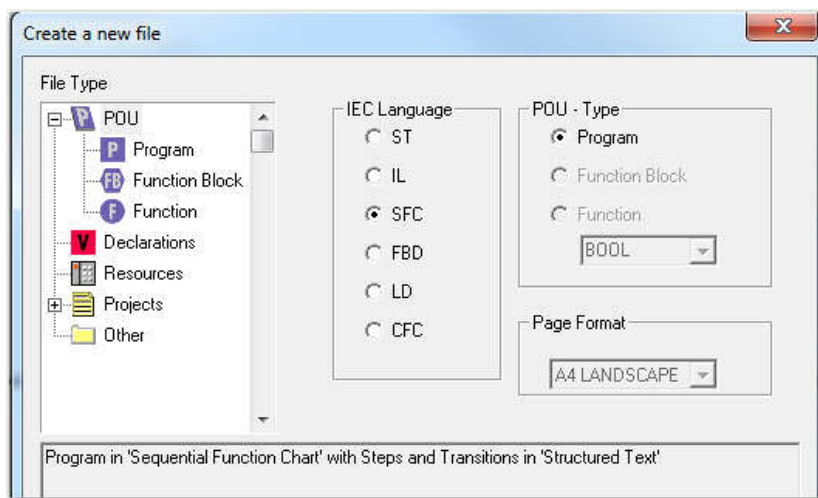 Create a new file
File Type
POU
P Program
FB Function Block
F Function
V Declarations
Resources
Projects
Other
IEC Language
ST
IL
SFC
FBD
LD
CFC
POU - Type
Program
Function Block
Function
BOOL
Page Format
A4 LANDSCAPE
Program in 'Sequential Function Chart' with Steps and Transitions in 'Structured Text'